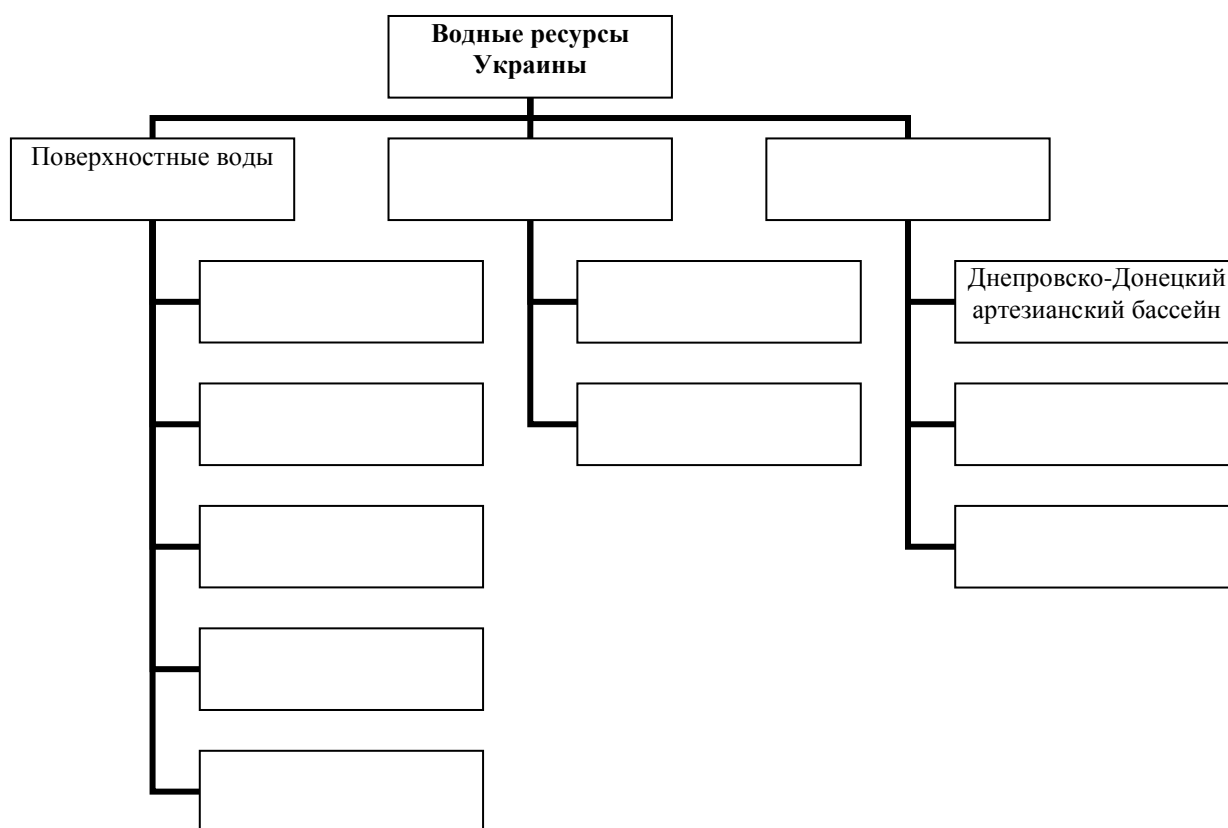 Водные ресурсы
Украины
Поверхностные воды
Днепровско-Донецкий
артезианский бассейн